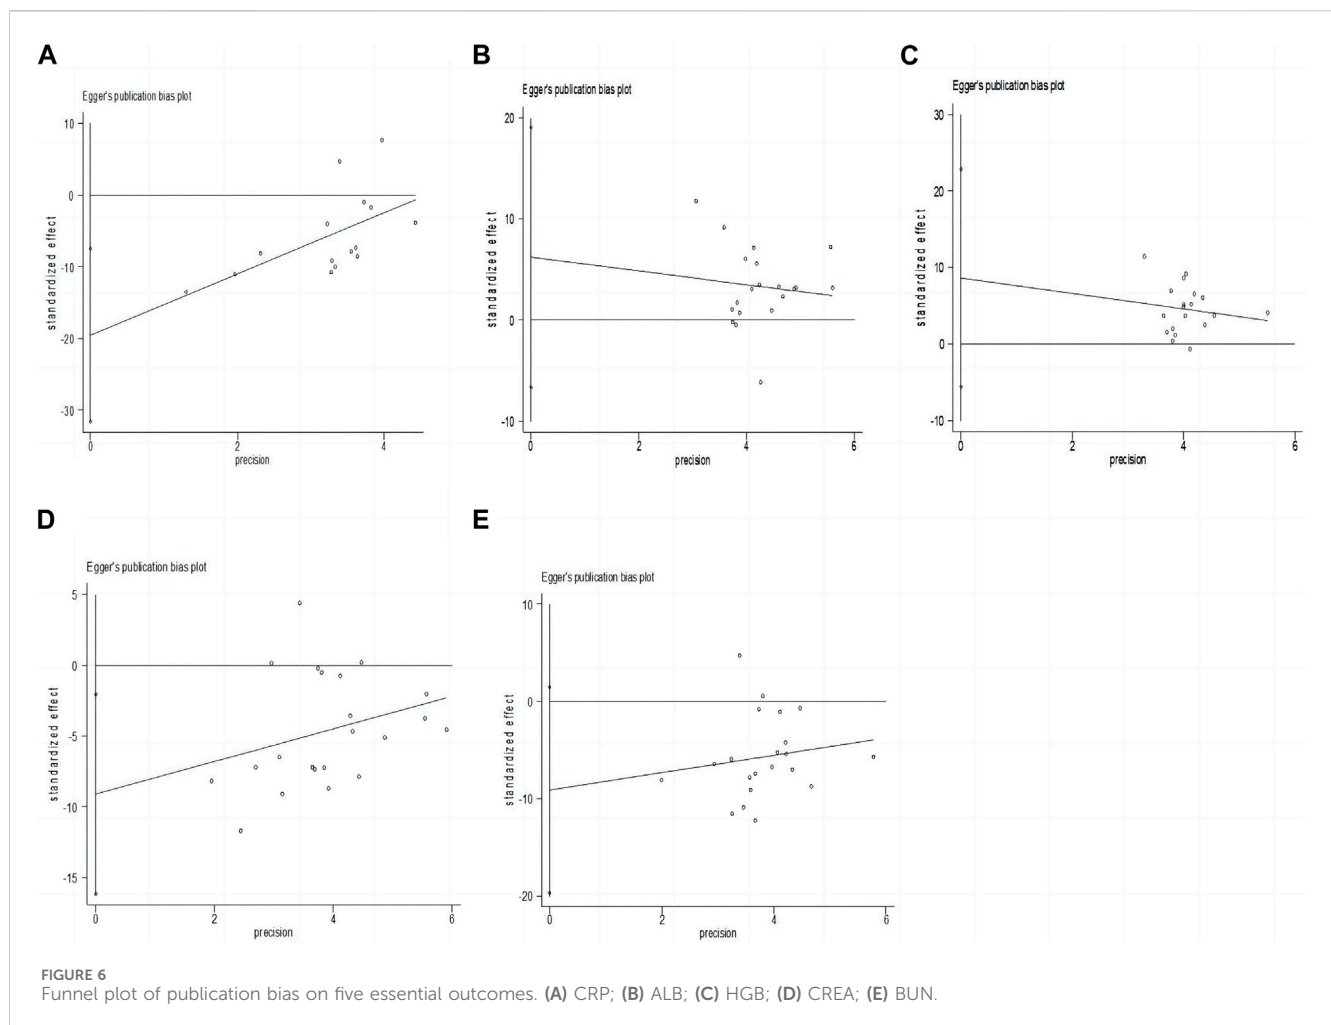 A
Egger's publication bias plot
10
0
-10
-20
-30
standardized effect
0
2
4
precision
B
Egger's publication bias plot
20
10
0
-10
standardized effect
0
2
4
6
precision
C
Egger's publication bias plot
30
20
10
0
-10
standardized effect
0
2
4
6
precision
D
Egger's publication bias plot
5
0
-5
-10
-15
standardized effect
0
2
4
6
precision
E
Egger's publication bias plot
10
0
-10
-20
standardized effect
0
2
4
6
precision
FIGURE 6
Funnel plot of publication bias on five essential outcomes. (A) CRP; (B) ALB; (C) HGB; (D) CREA; (E) BUN.